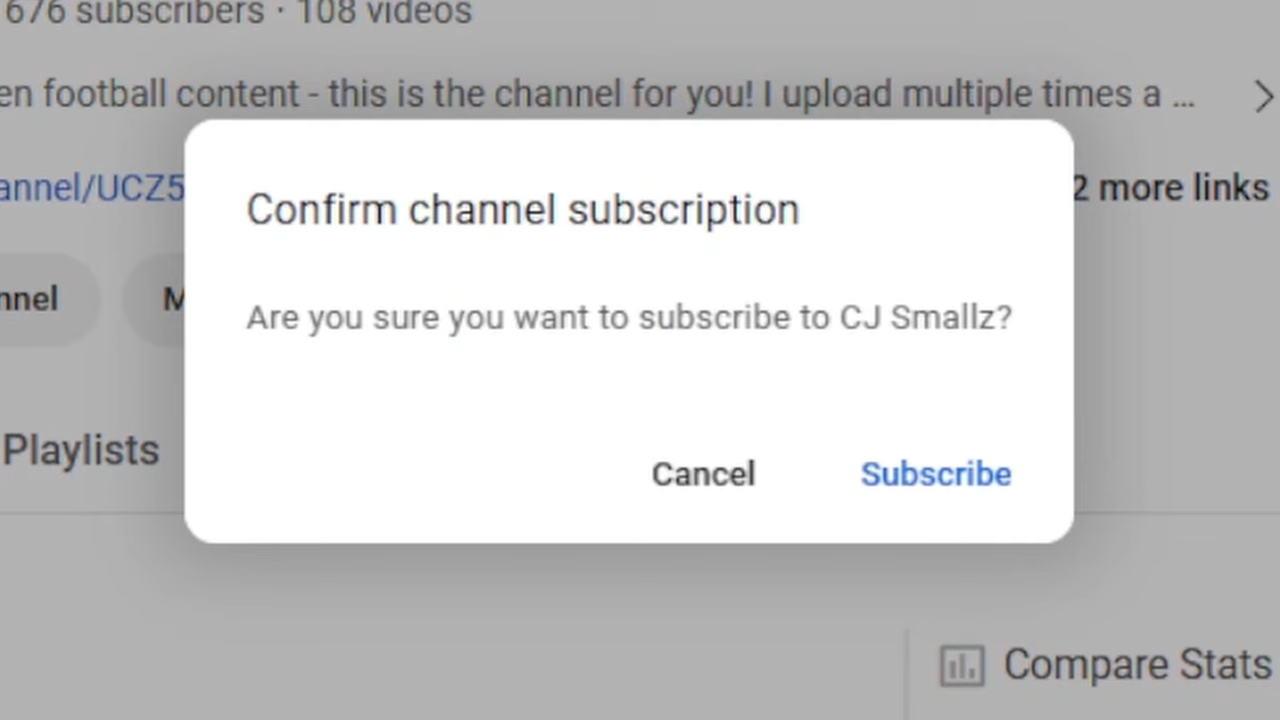 676 subscribers · 108 videos
en football content - this is the channel for you! I upload multiple times a ...
annel/UCZ5
2 more links
Confirm channel subscription
nnel
M
Are you sure you want to subscribe to CJ Smallz?
Playlists
Cancel
Subscribe
Compare Stats